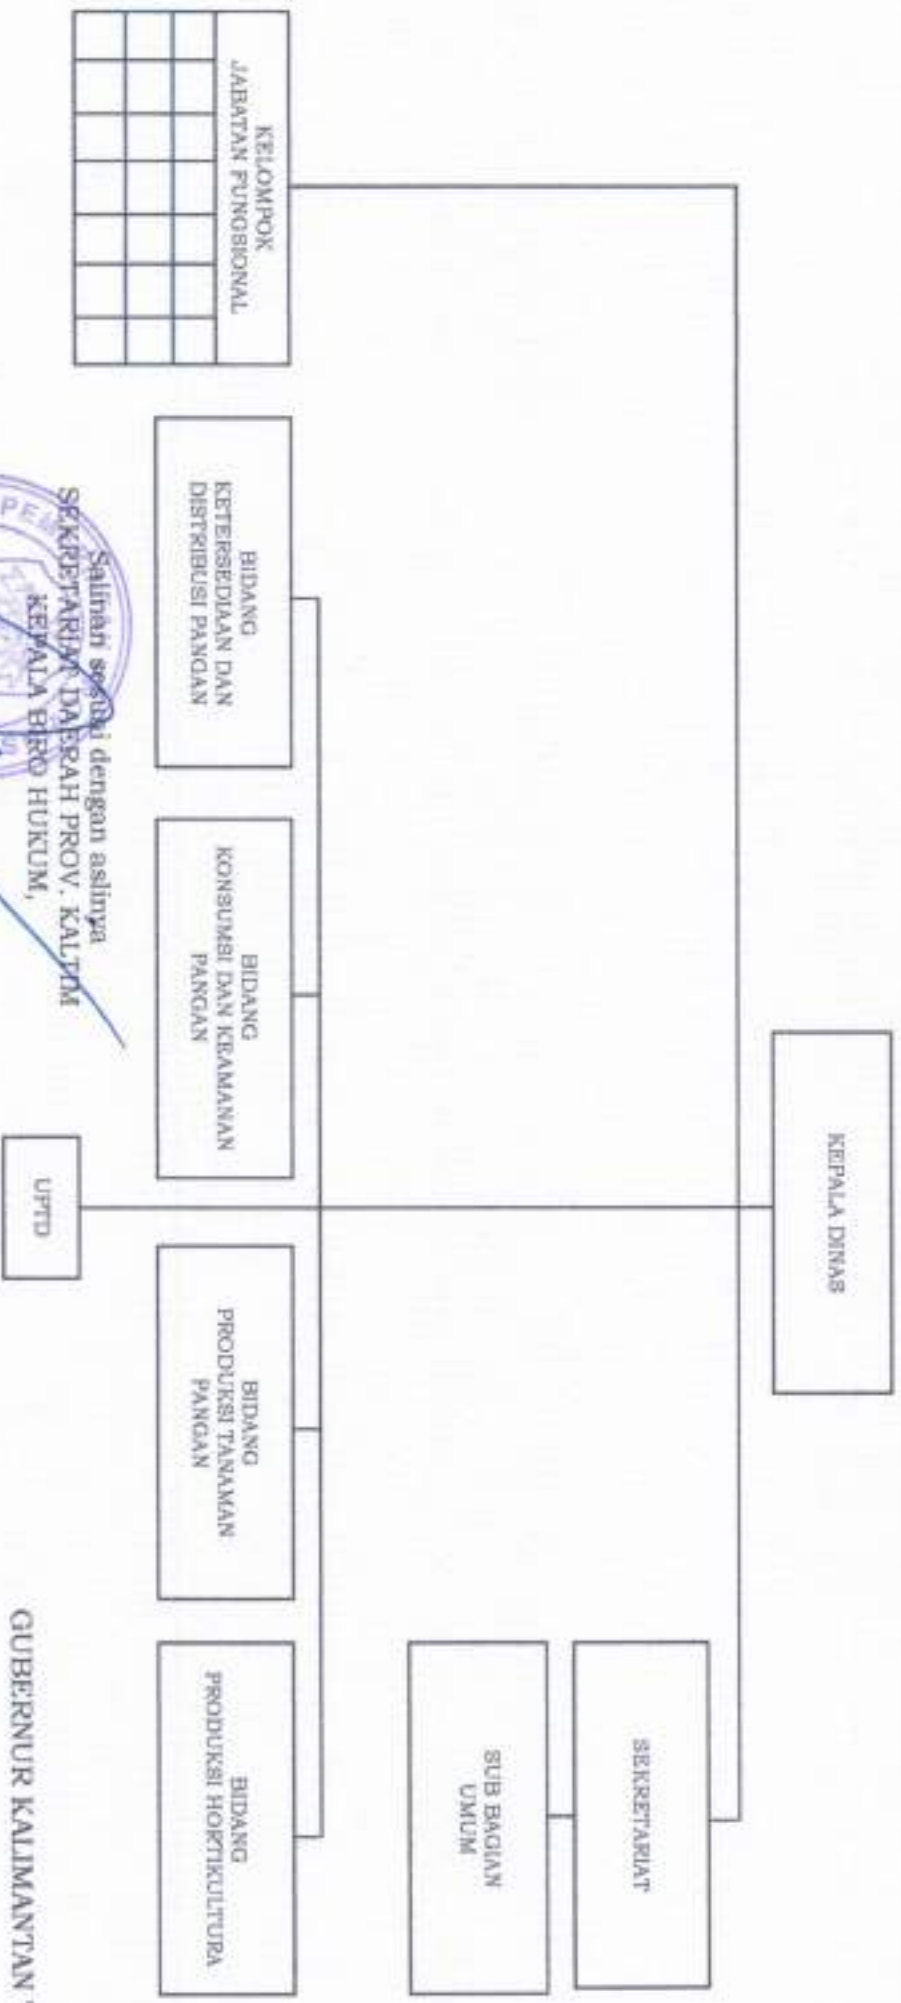 KEPALA DINAS
SEKRETARIAT
SUB BAGIAN
UMUM
KELOMPOK
JABATAN FUNGSIONAL
BIDANG
KETERSEDIAAN DAN
DISTRIBUSI PANGAN
BIDANG
KONSUMSI DAN KEAMANAN
PANGAN
BIDANG
PRODUKSI TANAMAN
PANGAN
BIDANG
PRODUKSI HORTIKULTURA
UPTD
Salinan sesuai dengan aslinya
SEKRETARIAT DAERAH PROV. KALTIM
KEPALA BIRO HUKUM,
GUBERNUR KALIMANTAN